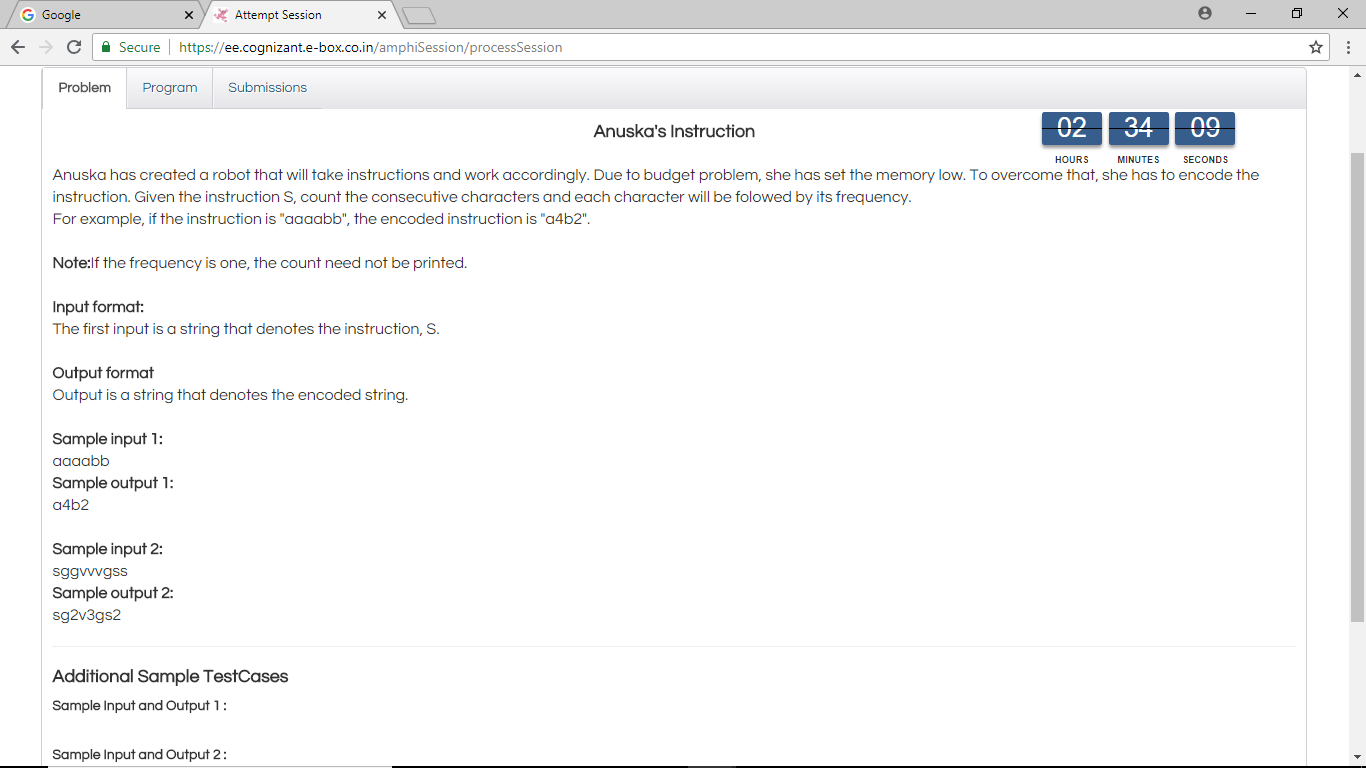 Google
Attempt Session
Secure
https://ee.cognizant.e-box.co.in/amphiSession/processSession
Problem
Program
Submissions
Anuska's Instruction
02 34 09
HOURS MINUTES SECONDS
Anuska has created a robot that will take instructions and work accordingly. Due to budget problem, she has set the memory low. To overcome that, she has to encode the
instruction. Given the instruction S, count the consecutive characters and each character will be folowed by its frequency.
For example, if the instruction is "aaaabb", the encoded instruction is "a4b2".
Note:If the frequency is one, the count need not be printed.
Input format:
The first input is a string that denotes the instruction, S.
Output format
Output is a string that denotes the encoded string.
Sample input 1:
aaaabb
Sample output 1:
a4b2
Sample input 2:
sggvvvgss
Sample output 2:
sg2v3gs2
Additional Sample TestCases
Sample Input and Output 1 :
Sample Input and Output 2 :